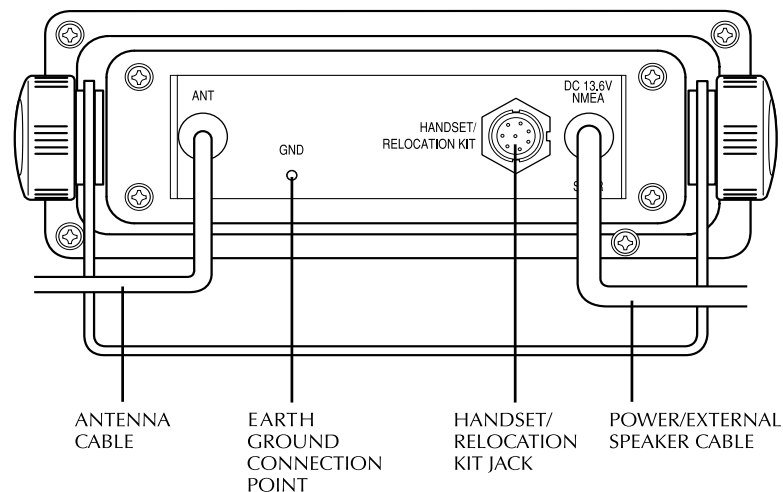 ANT
GND
HANDSET/
RELOCATION KIT
DC 13.6V
NMEA
ANTENNA
CABLE
EARTH
GROUND
CONNECTION
POINT
HANDSET/
RELOCATION
KIT JACK
POWER/EXTERNAL
SPEAKER CABLE